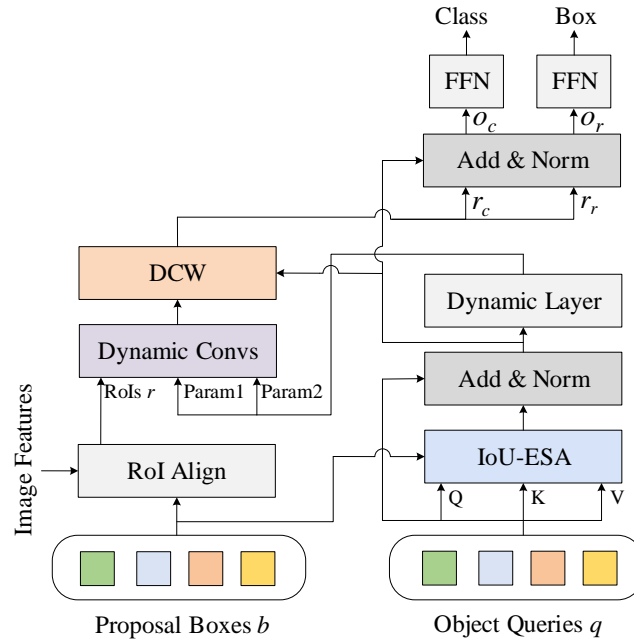 Class Box
FFN FFN
o_c o_r
Add & Norm
r_c r_r
DCW
Dynamic Layer
Dynamic Convs
Add & Norm
RoIs r Param1 Param2
Image Features
RoI Align
IoU-ESA
Q K V
Proposal Boxes b
Object Queries q